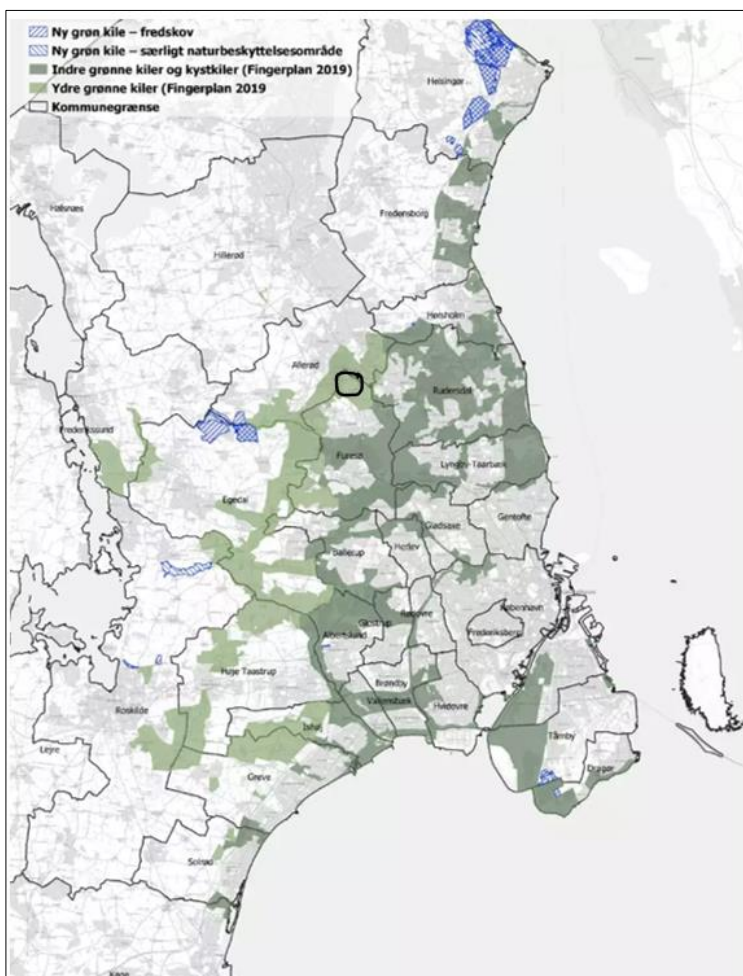 Ny grøn kile – fredskov
Ny grøn kile – særligt naturbeskyttelsesområde
Indre grønne kiler og kystkiler (Fingerplan 2019)
Ydre grønne kiler (Fingerplan 2019
Kommunegrænse
Helsingør
Halsnæs
Fredensborg
Hillerød
Hørsholm
Allerød
Rudersdal
Frederikssund
Furesø
Lyngby-Taarbæk
Egedal
Gladsaxe
Gentofte
Ballerup
Herlev
Rødovre
København
Glostrup
Albertslund
Frederiksberg
Høje Taastrup
Brøndby
Vallensbæk
Hvidovre
Roskilde
Ishøj
Tårnby
Lejre
Greve
Dragør
Solrød
Køge